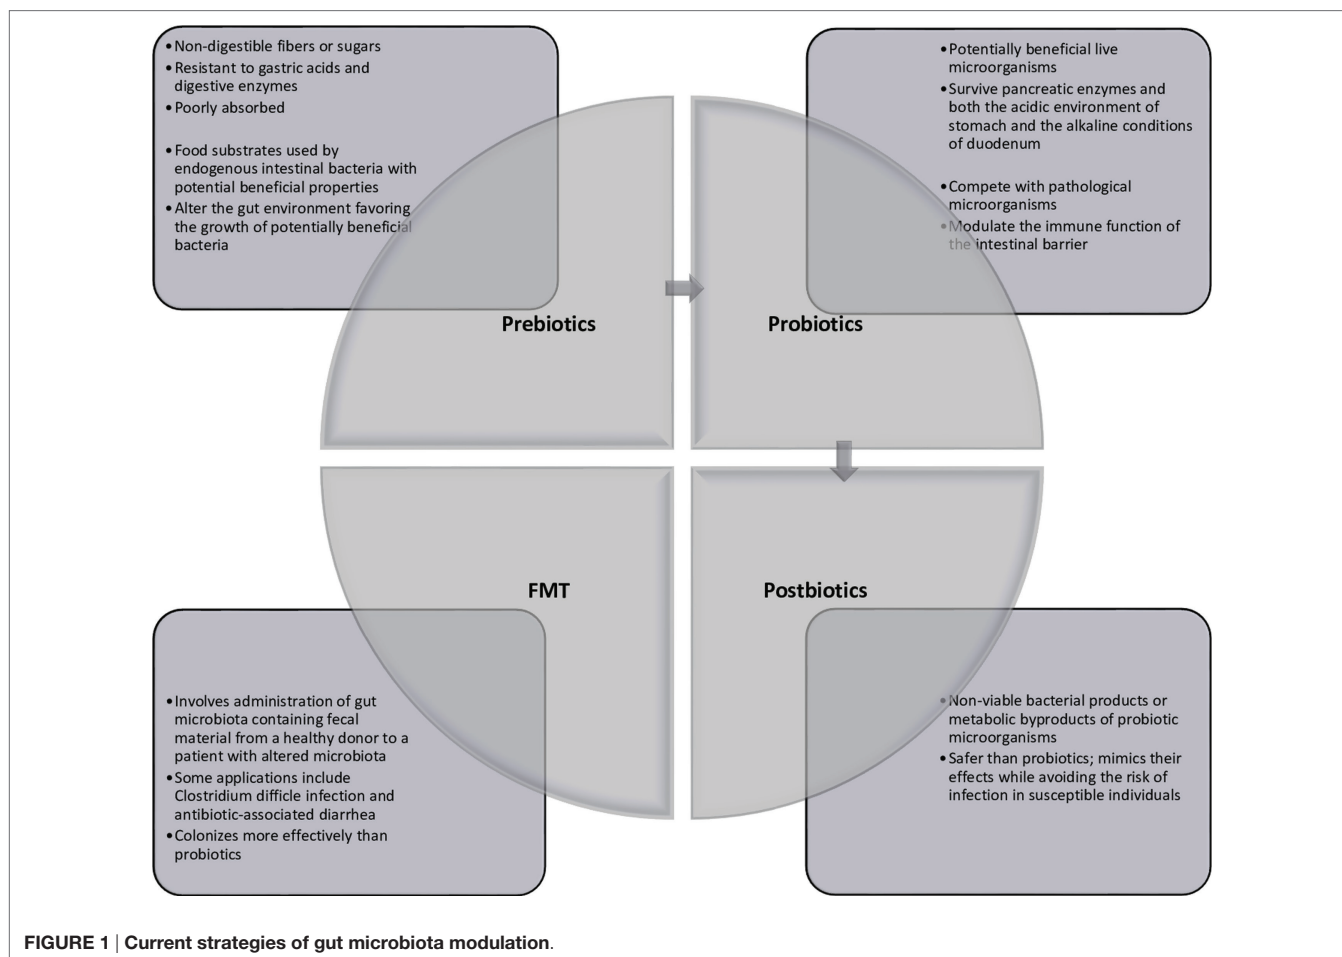 • Non-digestible fibers or sugars
• Resistant to gastric acids and
digestive enzymes
• Poorly absorbed
• Food substrates used by
endogenous intestinal bacteria with
potential beneficial properties
• Alter the gut environment favoring
the growth of potentially beneficial
bacteria
• Potentially beneficial live
microorganisms
• Survive pancreatic enzymes and
both the acidic environment of
stomach and the alkaline conditions
of duodenum
• Compete with pathological
microorganisms
• Modulate the immune function of
the intestinal barrier
Prebiotics
Probiotics
FMT
Postbiotics
• Involves administration of gut
microbiota containing fecal
material from a healthy donor to a
patient with altered microbiota
• Some applications include
Clostridium difficle infection and
antibiotic-associated diarrhea
• Colonizes more effectively than
probiotics
• Non-viable bacterial products or
metabolic byproducts of probiotic
microorganisms
• Safer than probiotics; mimics their
effects while avoiding the risk of
infection in susceptible individuals
FIGURE 1 | Current strategies of gut microbiota modulation.